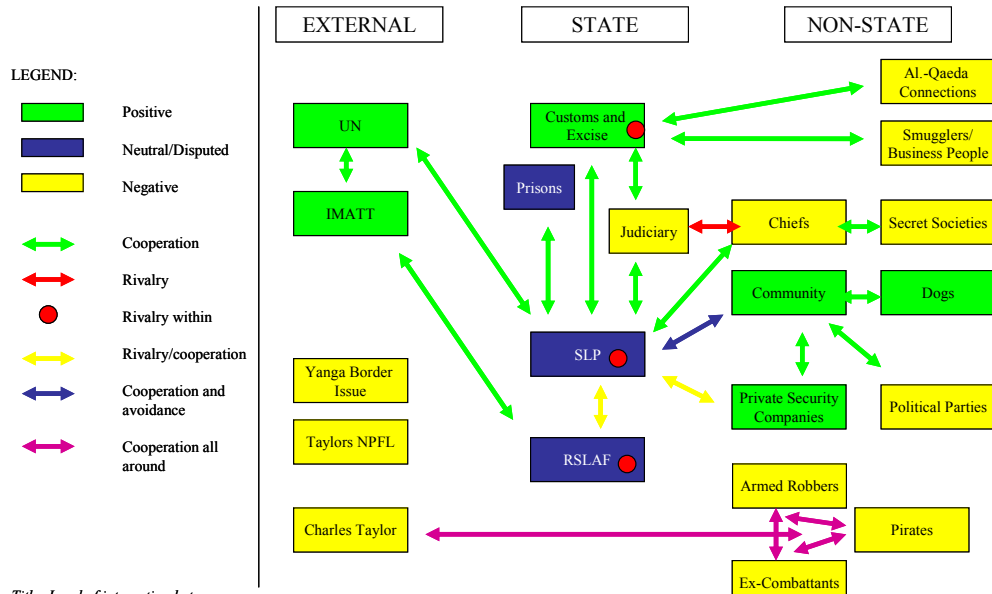 EXTERNAL
STATE
NON-STATE
LEGEND:
Positive
Neutral/Disputed
Negative
Cooperation
Rivalry
Rivalry within
Rivalry/cooperation
Cooperation and
avoidance
Cooperation all
around
UN
IMATT
Yanga Border
Issue
Taylors NPFL
Charles Taylor
Customs and
Excise
Prisons
Judiciary
SLP
RSLAF
Al.-Qaeda
Connections
Smugglers/
Business People
Chiefs
Secret Societies
Community
Dogs
Private Security
Companies
Political Parties
Armed Robbers
Pirates
Ex-Combattants